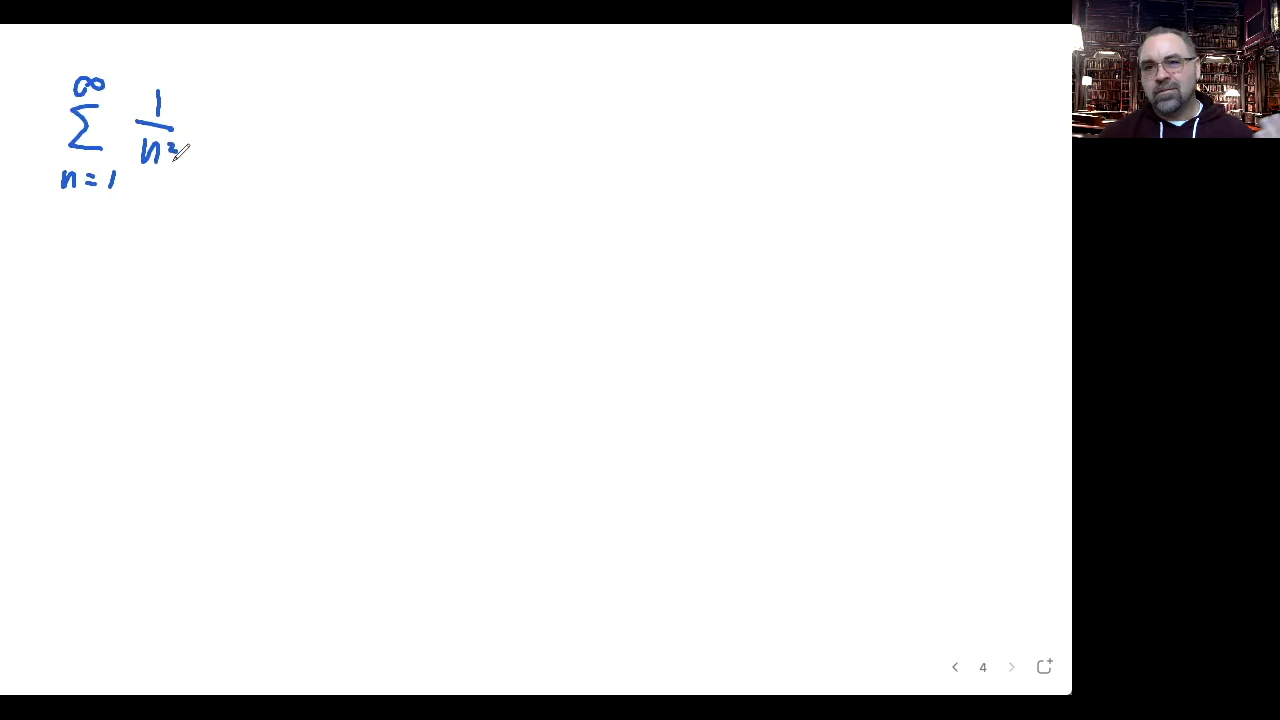 ∞
∑ 1/n²
n = 1
4